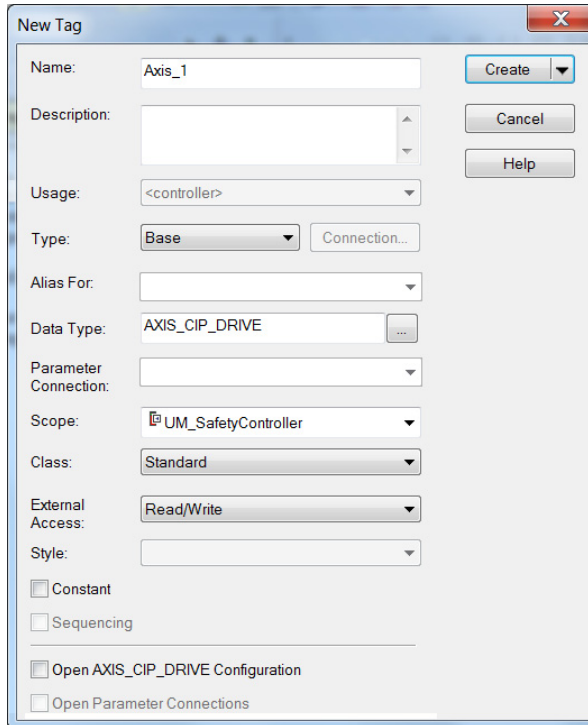 New Tag
Name: Axis_1 Create
Description: Cancel
Help
Usage: <controller>
Type: Base Connection...
Alias For:
Data Type: AXIS_CIP_DRIVE ...
Parameter
Connection:
Scope: UM_SafetyController
Class: Standard
External
Access: Read/Write
Style:
Constant
Sequencing
Open AXIS_CIP_DRIVE Configuration
Open Parameter Connections